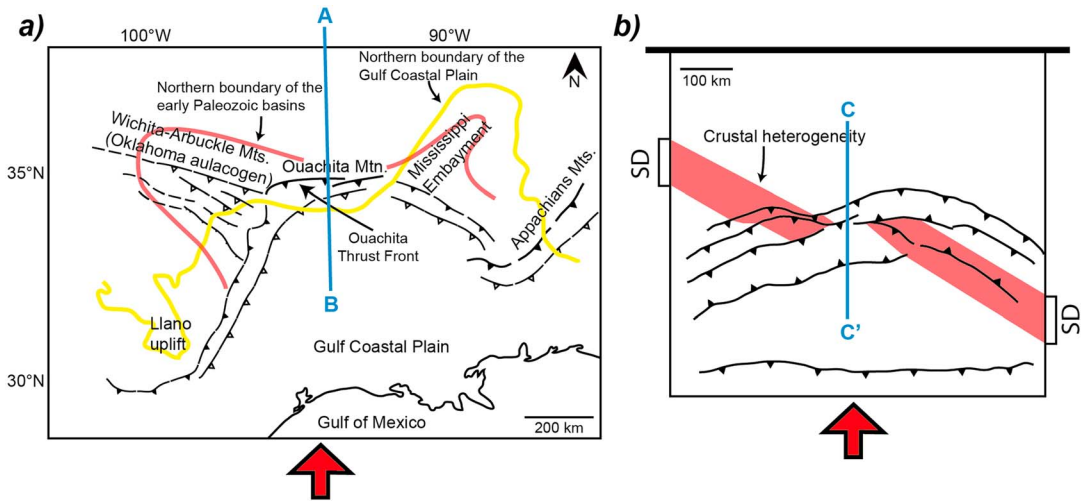 a)
100°W
A
90°W
Northern boundary of the
Gulf Coastal Plain
N
Northern boundary of the
early Paleozoic basins
Wichita-Arbuckle Mts.
(Oklahoma aulacogen)
Ouachita Mtn.
Mississippi
Embayment
35°N
Appachians Mts.
Ouachita
Thrust Front
B
Llano
uplift
Gulf Coastal Plain
30°N
Gulf of Mexico
200 km
b)
100 km
C
Crustal heterogeneity
SD
SD
C’